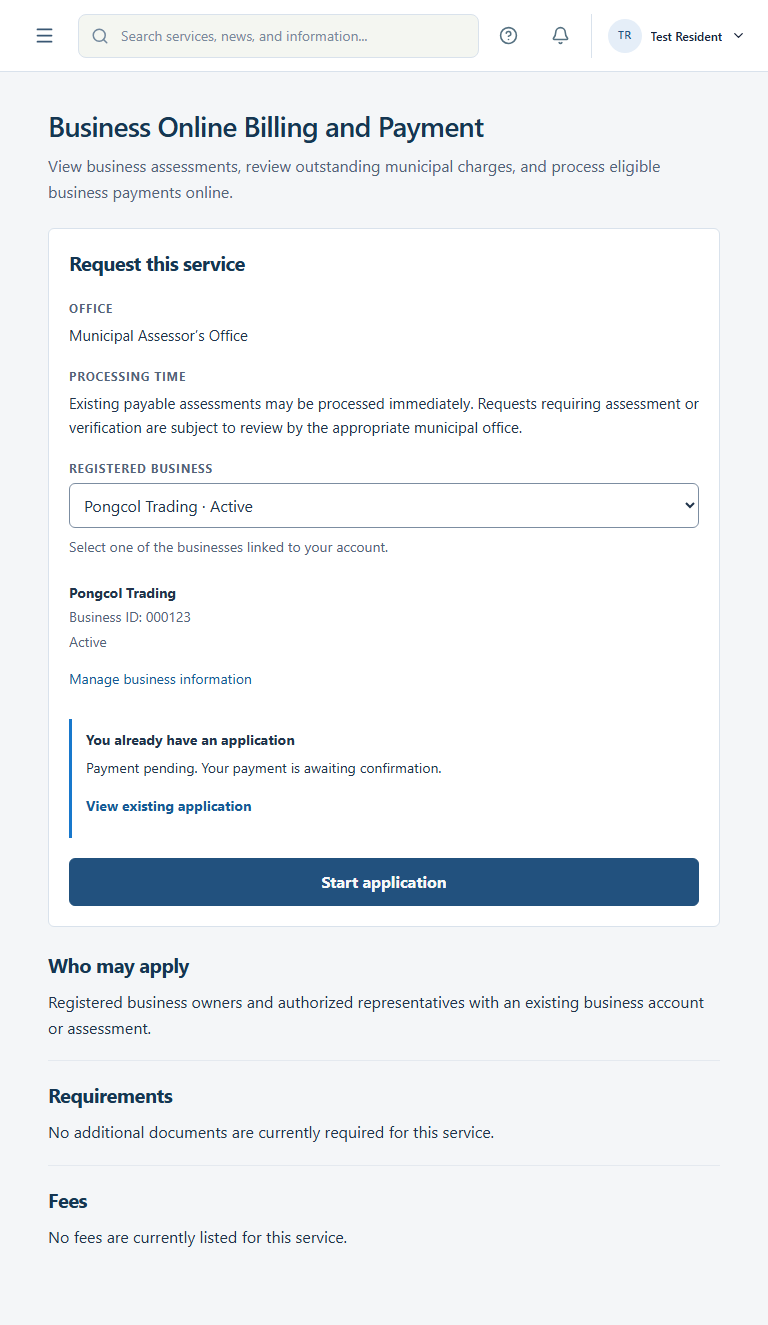 Search services, news, and information...
TR
Test Resident
Business Online Billing and Payment
View business assessments, review outstanding municipal charges, and process eligible
business payments online.
Request this service
OFFICE
Municipal Assessor's Office
PROCESSING TIME
Existing payable assessments may be processed immediately. Requests requiring assessment or
verification are subject to review by the appropriate municipal office.
REGISTERED BUSINESS
Pongcol Trading · Active
Select one of the businesses linked to your account.
Pongcol Trading
Business ID: 000123
Active
Manage business information
You already have an application
Payment pending. Your payment is awaiting confirmation.
View existing application
Start application
Who may apply
Registered business owners and authorized representatives with an existing business account
or assessment.
Requirements
No additional documents are currently required for this service.
Fees
No fees are currently listed for this service.